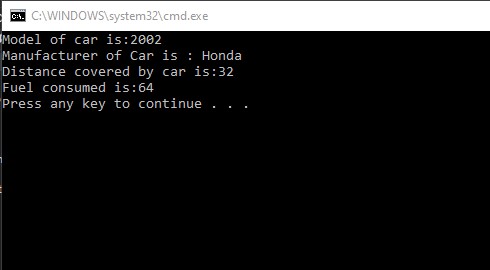 C:\WINDOWS\system32\cmd.exe
Model of car is:2002
Manufacturer of Car is : Honda
Distance covered by car is:32
Fuel consumed is:64
Press any key to continue . . .